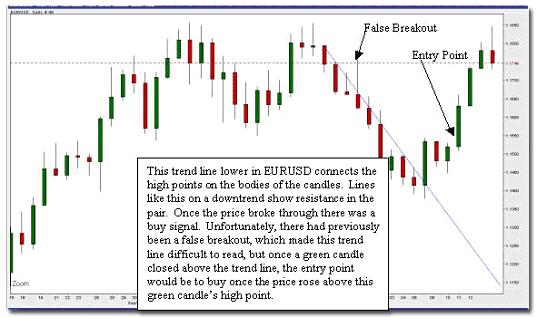 EURUSD
False Breakout
Entry Point
This trend line lower in EURUSD connects the
high points on the bodies of the candles. Lines
like this on a downtrend show resistance in the
pair. Once the price broke through there was a
buy signal. Unfortunately, there had previously
been a false breakout, which made this trend
line difficult to read, but once a green candle
closed above the trend line, the entry point
would be to buy once the price rose above this
green candle's high point.
Zoom